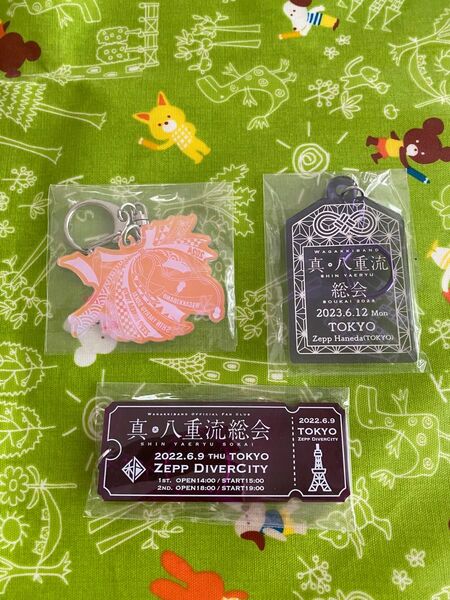 WAGAKKIBAND
真・八重流
SHIN YAERYU
総会
SOUKAI 2023
2023.6.12 Mon
TOKYO
Zepp Haneda(TOKYO)
WAGAKKIBAND OFFICIAL FAN CLUB
真・八重流総会
SHIN YAERYU SOKAI
2022.6.9 THU TOKYO
ZEPP DIVERCITY
1ST. OPEN14:00 / START15:00
2ND. OPEN18:00 / START19:00
2022.6.9
TOKYO
ZEPP DIVERCITY